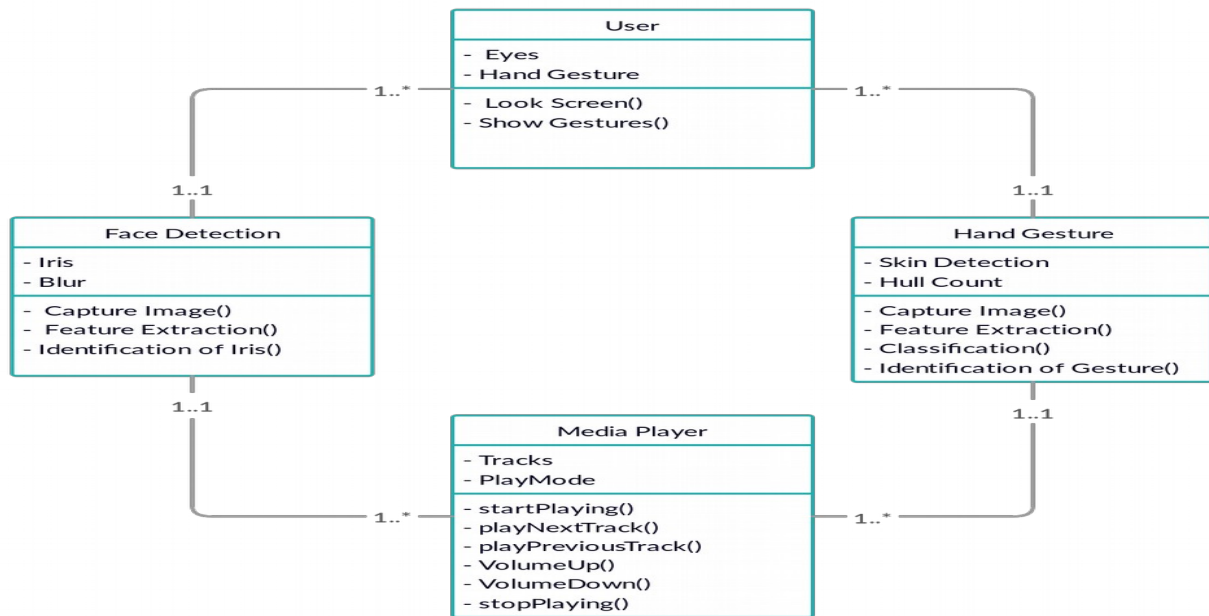 User
- Eyes
- Hand Gesture
- Look Screen()
- Show Gestures()
1..*
1..*
1..1
1..1
Face Detection
- Iris
- Blur
- Capture Image()
- Feature Extraction()
- Identification of Iris()
Hand Gesture
- Skin Detection
- Hull Count
- Capture Image()
- Feature Extraction()
- Classification()
- Identification of Gesture()
1..1
1..1
Media Player
- Tracks
- PlayMode
- startPlaying()
- playNextTrack()
- playPreviousTrack()
- VolumeUp()
- VolumeDown()
- stopPlaying()
1..*
1..*